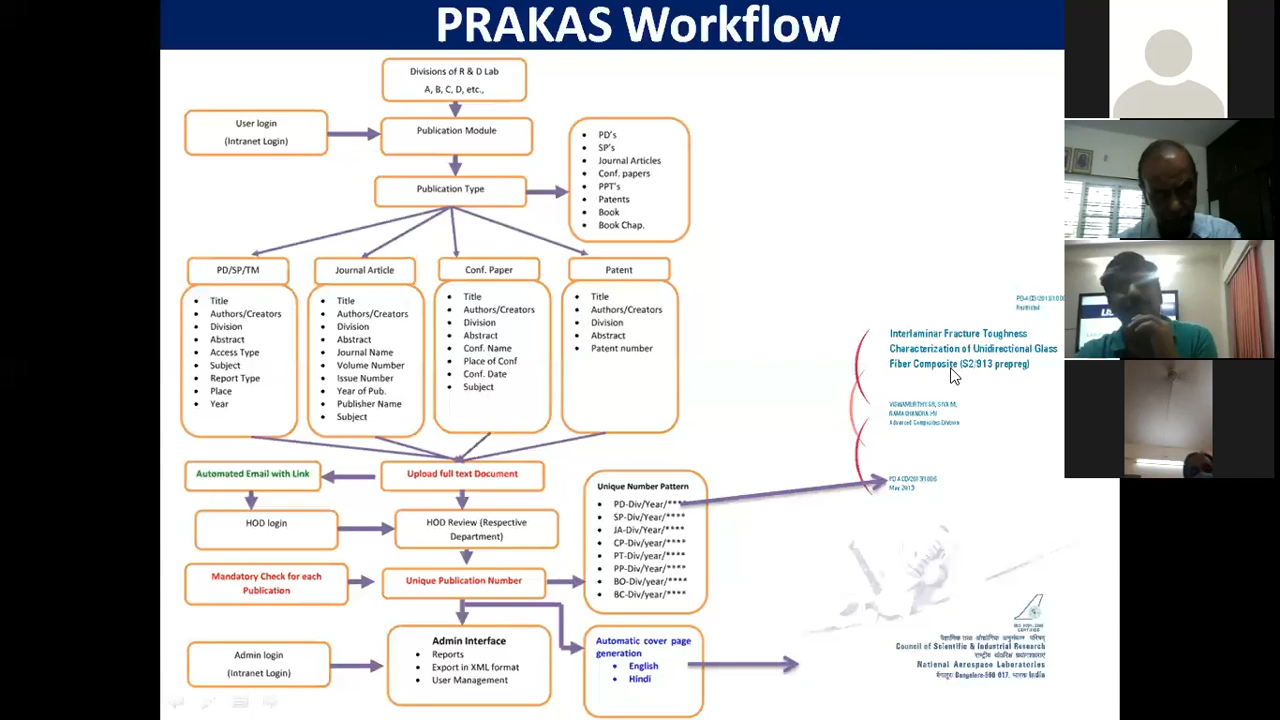 PRAKAS Workflow
Divisions of R & D Lab
A, B, C, D, etc.,
User login
(Intranet Login)
Publication Module
Publication Type
• PD's
• SP's
• Journal Articles
• Conf. papers
• PPT's
• Patents
• Book
• Book Chap.
PD/SP/TM
• Title
• Authors/Creators
• Division
• Abstract
• Access Type
• Subject
• Report Type
• Place
• Year
Journal Article
• Title
• Authors/Creators
• Division
• Abstract
• Journal Name
• Volume Number
• Issue Number
• Year of Pub.
• Publisher Name
• Subject
Conf. Paper
• Title
• Authors/Creators
• Division
• Abstract
• Conf. Name
• Place of Conf
• Conf. Date
• Subject
Patent
• Title
• Authors/Creators
• Division
• Abstract
• Patent number
Automated Email with Link
Upload full text Document
HOD login
HOD Review (Respective
Department)
Mandatory Check for each
Publication
Unique Publication Number
Unique Number Pattern
• PD-Div/Year/****
• SP-Div/Year/****
• JA-Div/Year/****
• CP-Div/year/****
• PT-Div/year/****
• PP-Div/year/****
• BO-Div/year/****
• BC-Div/year/****
Admin login
(Intranet Login)
Admin Interface
• Reports
• Export in XML format
• User Management
Automatic cover page
generation
• English
• Hindi
Interlaminar Fracture Toughness
Characterization of Unidirectional Glass
Fiber Composite (S2/913 prepreg)
Advanced Composites Division
May 2013
Council of Scientific & Industrial Research
National Aerospace Laboratories
Bangalore-560 017, India